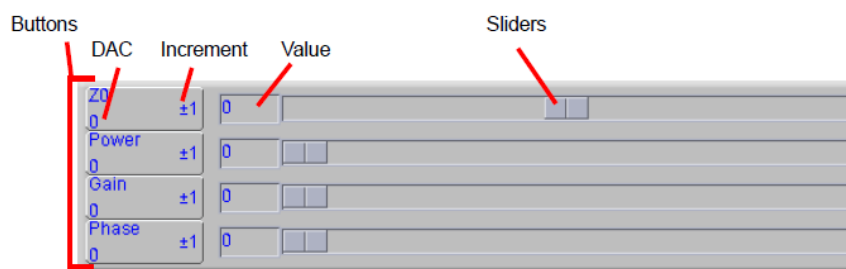 Buttons
DAC Increment Value Sliders
Z0 ±1 0
0
Power ±1 0
0
Gain ±1 0
0
Phase ±1 0
0